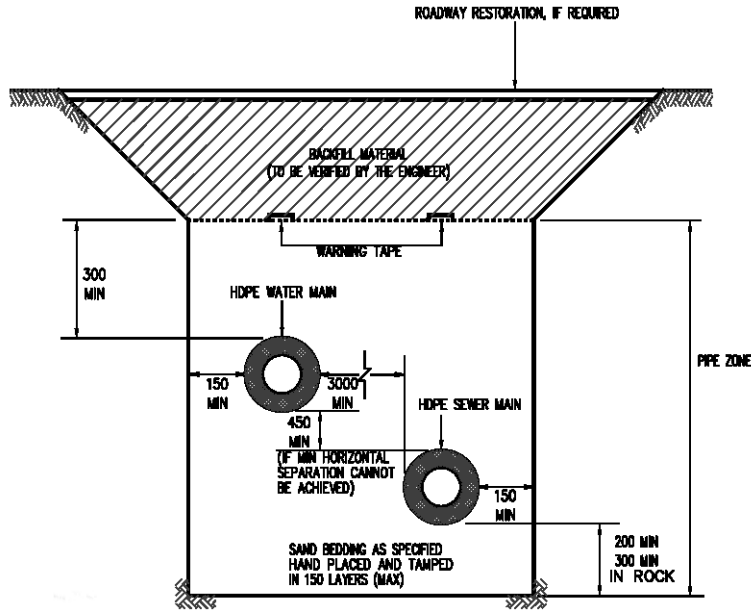 ROADWAY RESTORATION, IF REQUIRED
BACKFILL MATERIAL
(TO BE VERIFIED BY THE ENGINEER)
WARNING TAPE
300
MIN
HDPE WATER MAIN
PIPE ZONE
150
MIN
3000
MIN
HDPE SEWER MAIN
450
MIN
(IF MIN HORIZONTAL
SEPARATION CANNOT
BE ACHIEVED)
150
MIN
SAND BEDDING AS SPECIFIED
HAND PLACED AND TAMPED
IN 150 LAYERS (MAX)
200 MIN
300 MIN
IN ROCK